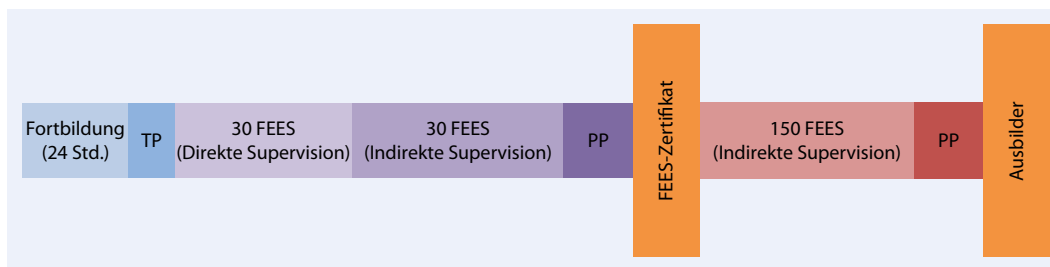 Fortbildung
(24 Std.)
TP
30 FEES
(Direkte Supervision)
30 FEES
(Indirekte Supervision)
PP
FEES-Zertifikat
150 FEES
(Indirekte Supervision)
PP
Ausbilder